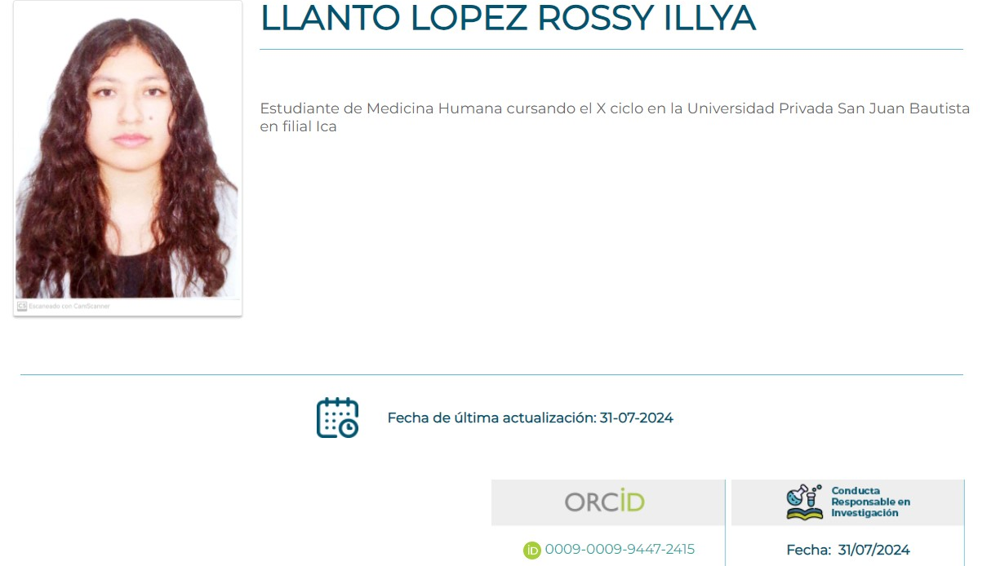 LLANTO LOPEZ ROSSY ILLYA
Estudiante de Medicina Humana cursando el X ciclo en la Universidad Privada San Juan Bautista
en filial Ica
CS Escaneado con CamScanner
Fecha de última actualización: 31-07-2024
ORCiD
Conducta
Responsable en
Investigación
iD 0009-0009-9447-2415
Fecha: 31/07/2024